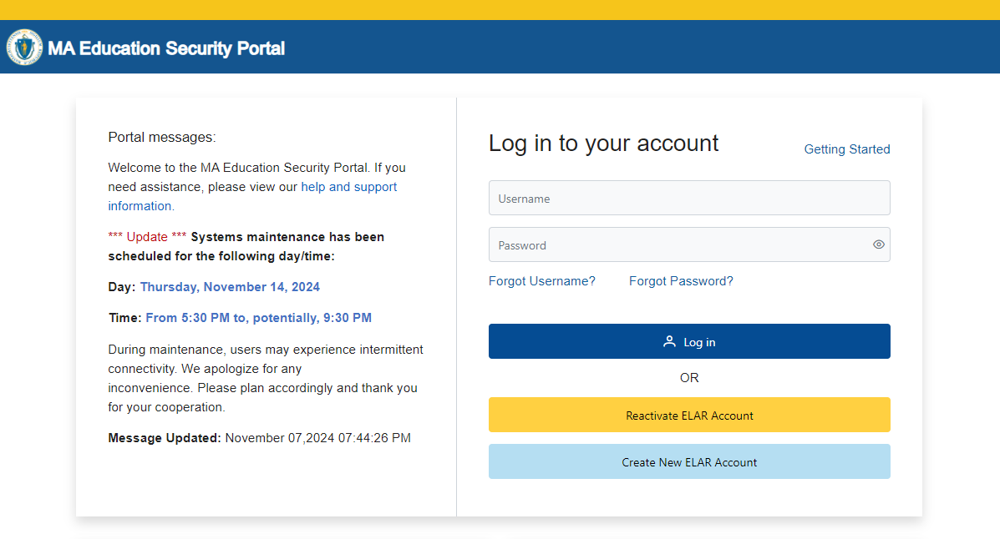 MA Education Security Portal
Portal messages:
Welcome to the MA Education Security Portal. If you
need assistance, please view our help and support
information.
*** Update *** Systems maintenance has been
scheduled for the following day/time:
Day: Thursday, November 14, 2024
Time: From 5:30 PM to, potentially, 9:30 PM
During maintenance, users may experience intermittent
connectivity. We apologize for any
inconvenience. Please plan accordingly and thank you
for your cooperation.
Message Updated: November 07,2024 07:44:26 PM
Log in to your account
Getting Started
Username
Password
Forgot Username?
Forgot Password?
Log in
OR
Reactivate ELAR Account
Create New ELAR Account